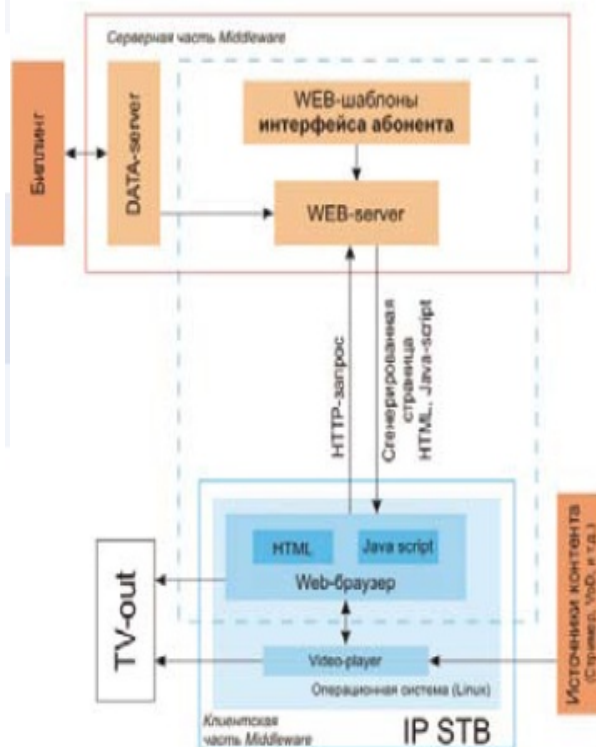 Серверная часть Middleware
Биллинг
DATA-server
WEB-шаблоны
интерфейса абонента
WEB-server
HTTP-запрос
Сгенерированная
страница
HTML, Java-script
HTML
Java script
Web-браузер
TV-out
Video-player
Операционная система (Linux)
Клиентская
часть Middleware
IP STB
Источники контента
(Стример, VoD, и т.д.)